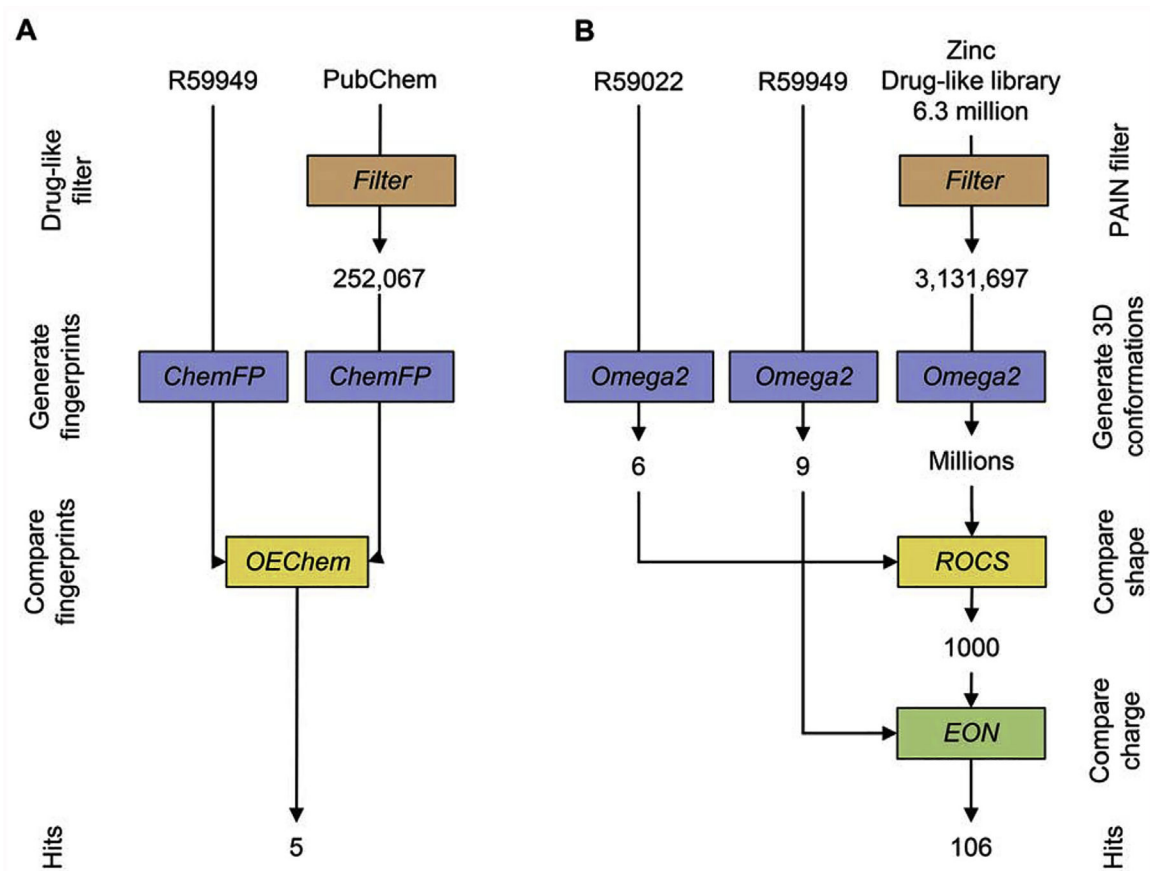 A
R59949
PubChem
Drug-like
filter
Filter
252,067
Generate
fingerprints
ChemFP
ChemFP
Compare
fingerprints
OEChem
Hits
5
B
R59022
R59949
Zinc
Drug-like library
6.3 million
PAIN filter
Filter
3,131,697
Generate 3D
conformations
Omega2
Omega2
Omega2
6
9
Millions
Compare
shape
ROCS
1000
Compare
charge
EON
Hits
106